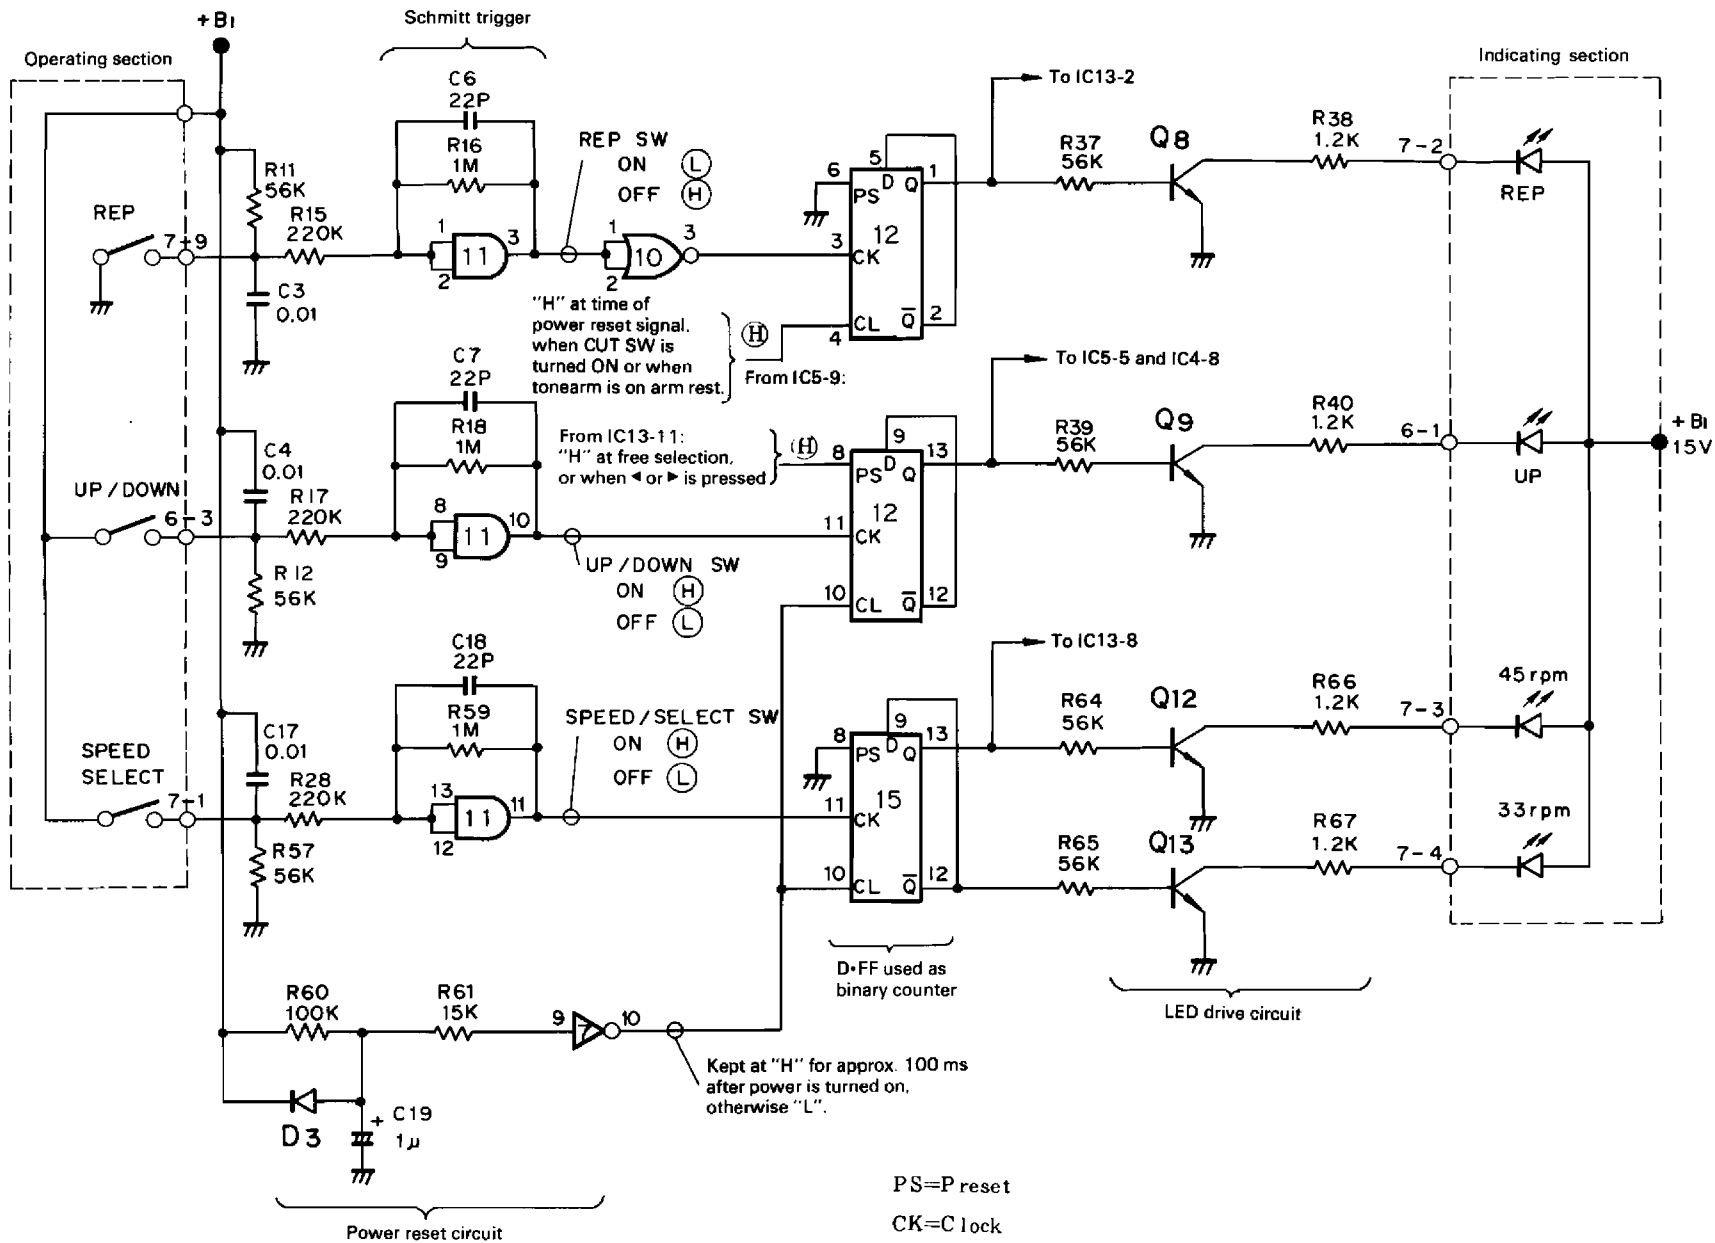 +B1
Schmitt trigger
Operating section
Indicating section
C6
22P
R16
1M
REP SW
ON L
OFF H
To IC13-2
R37
56K
Q8
R38
1.2K
7-2
REP
R11
56K
REP
7-9
R15
220K
1
2
11
3
1
2
10
3
C3
0.01
6
PS
5
D
Q
1
12
3
CK
CL
4
Q
2
"H" at time of
power reset signal,
when CUT SW is
turned ON or when
tonearm is on arm rest.
H
From IC5-9:
C7
22P
R18
1M
To IC5-5 and IC4-8
From IC13-11:
"H" at free selection,
or when ◄ or ► is pressed
H
8
PS
9
D
Q
13
12
11
CK
10
CL
Q
12
R39
56K
Q9
R40
1.2K
6-1
UP
+B1
15V
C4
0.01
UP/DOWN
6-3
R17
220K
8
9
11
10
R12
56K
UP/DOWN SW
ON H
OFF L
C18
22P
R59
1M
SPEED/SELECT SW
ON H
OFF L
To IC13-8
8
PS
9
D
Q
13
15
11
CK
10
CL
Q
12
R64
56K
Q12
R66
1.2K
7-3
45rpm
C17
0.01
SPEED
SELECT
7-1
R28
220K
13
12
11
11
R57
56K
R65
56K
Q13
R67
1.2K
7-4
33rpm
D•FF used as
binary counter
LED drive circuit
R60
100K
R61
15K
9
7
10
Kept at "H" for approx. 100 ms
after power is turned on,
otherwise "L".
D3
+
C19
1μ
Power reset circuit
PS=Preset
CK=Clock